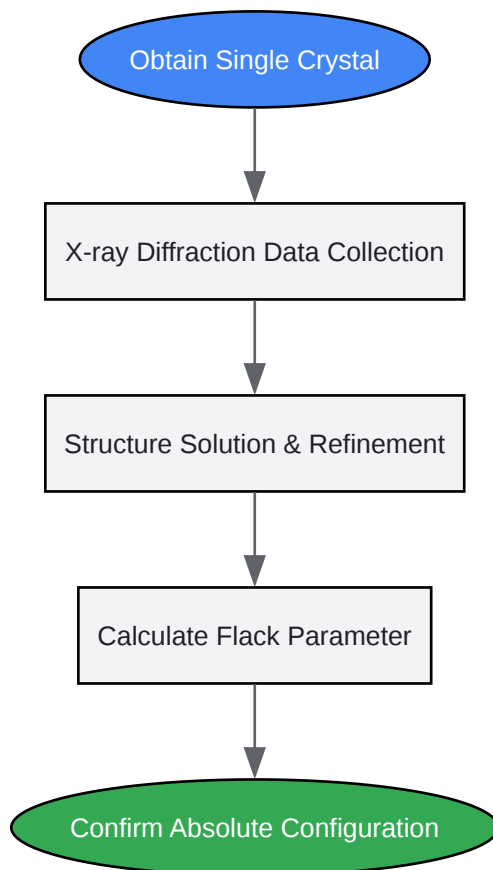 Obtain Single Crystal
X-ray Diffraction Data Collection
Structure Solution & Refinement
Calculate Flack Parameter
Confirm Absolute Configuration